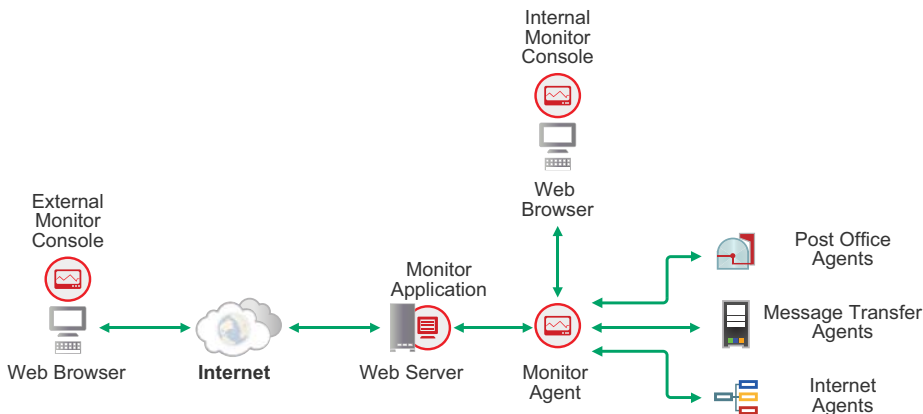 Internal
Monitor
Console
Web
Browser
External
Monitor
Console
Web Browser
Internet
Monitor
Application
Web Server
Monitor
Agent
Post Office
Agents
Message Transfer
Agents
Internet
Agents